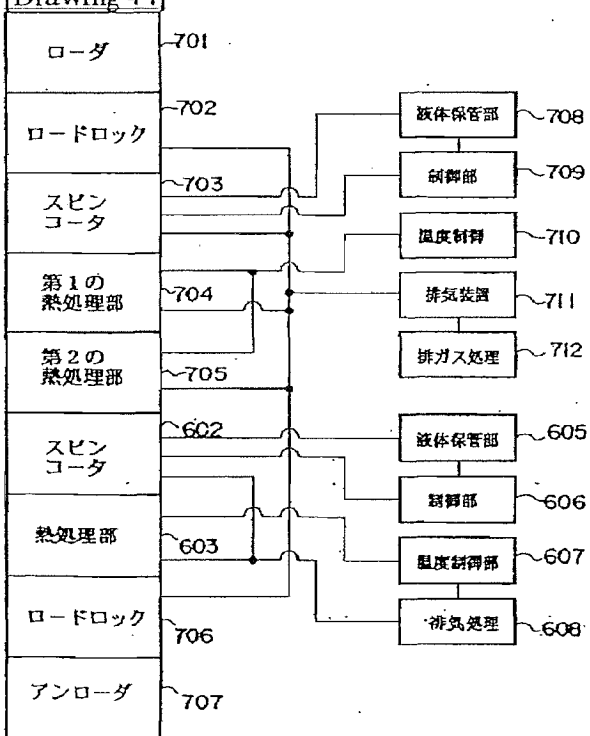 ローダ
701
ロードロック
702
スピン
コータ
703
第1の
熱処理部
704
第2の
熱処理部
705
スピン
コータ
602
熱処理部
603
ロードロック
706
アンローダ
707
液体保管部
708
制御部
709
温度制御
710
排気装置
711
排ガス処理
712
液体保管部
605
制御部
606
温度制御部
607
排気処理
608